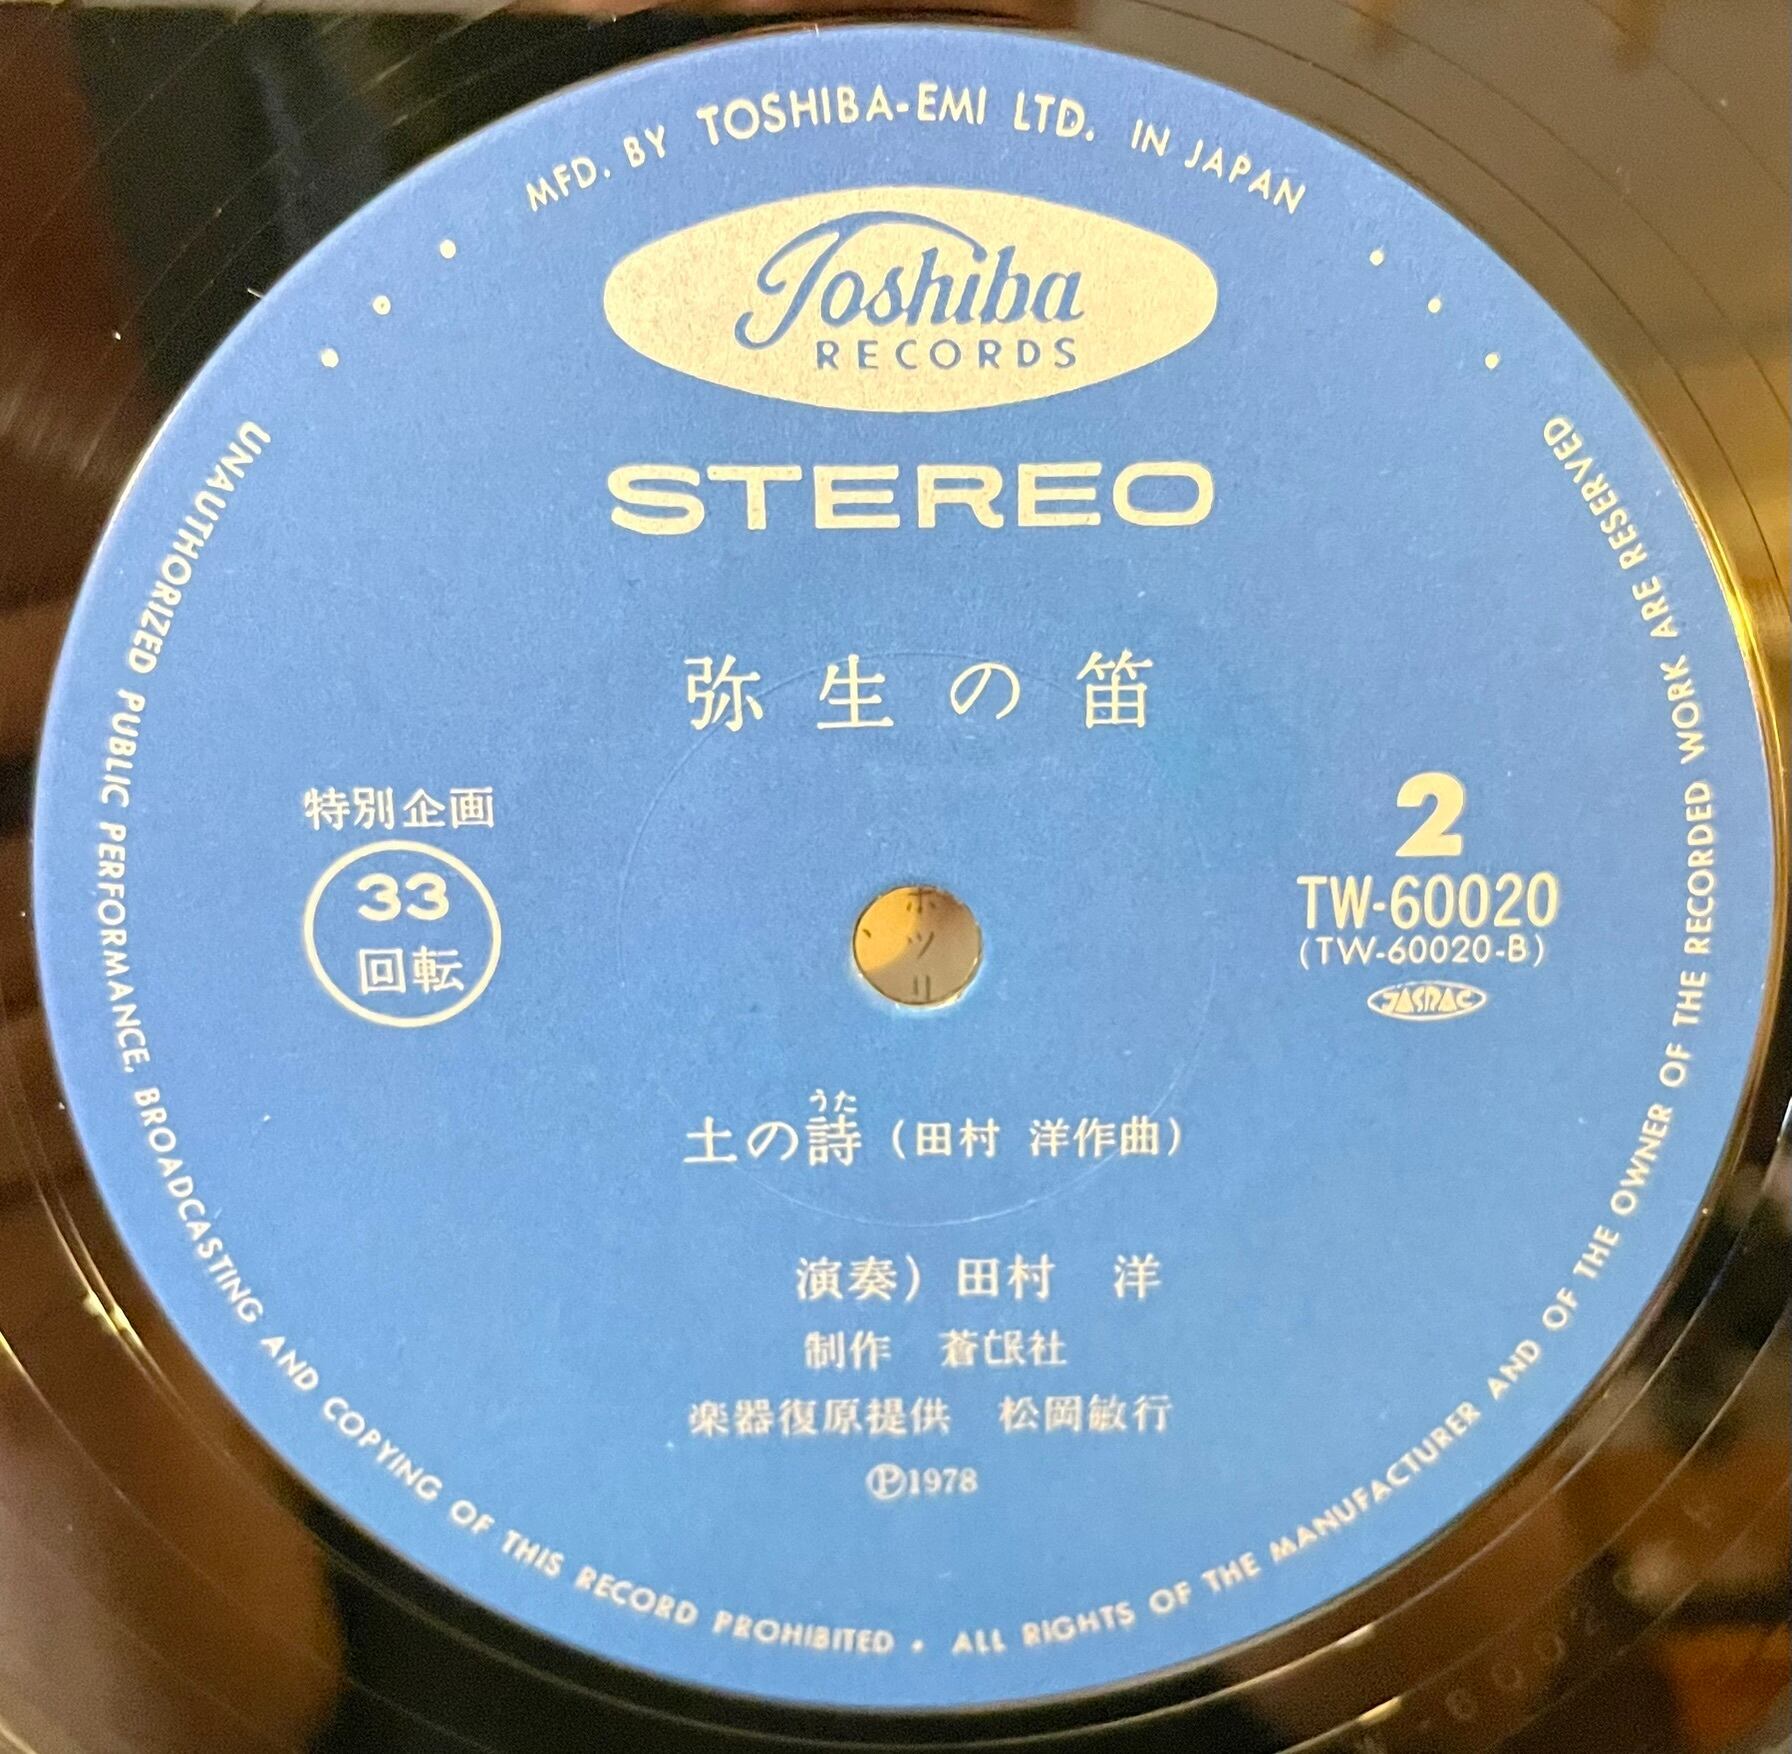 MFD. BY TOSHIBA-EMI LTD. IN JAPAN
Toshiba
RECORDS
STEREO
弥生の笛
特別企画
33
回転
2
TW-60020
(TW-60020-B)
JASRAC
ホツリ
うた
土の詩(田村 洋作曲)
演奏) 田村 洋
制作 蒼氓社
楽器復原提供 松岡敏行
Ⓟ1978
UNAUTHORIZED PUBLIC PERFORMANCE, BROADCASTING AND COPYING OF THIS RECORD PROHIBITED • ALL RIGHTS OF THE MANUFACTURER AND OF THE OWNER OF THE RECORDED WORK ARE RESERVED